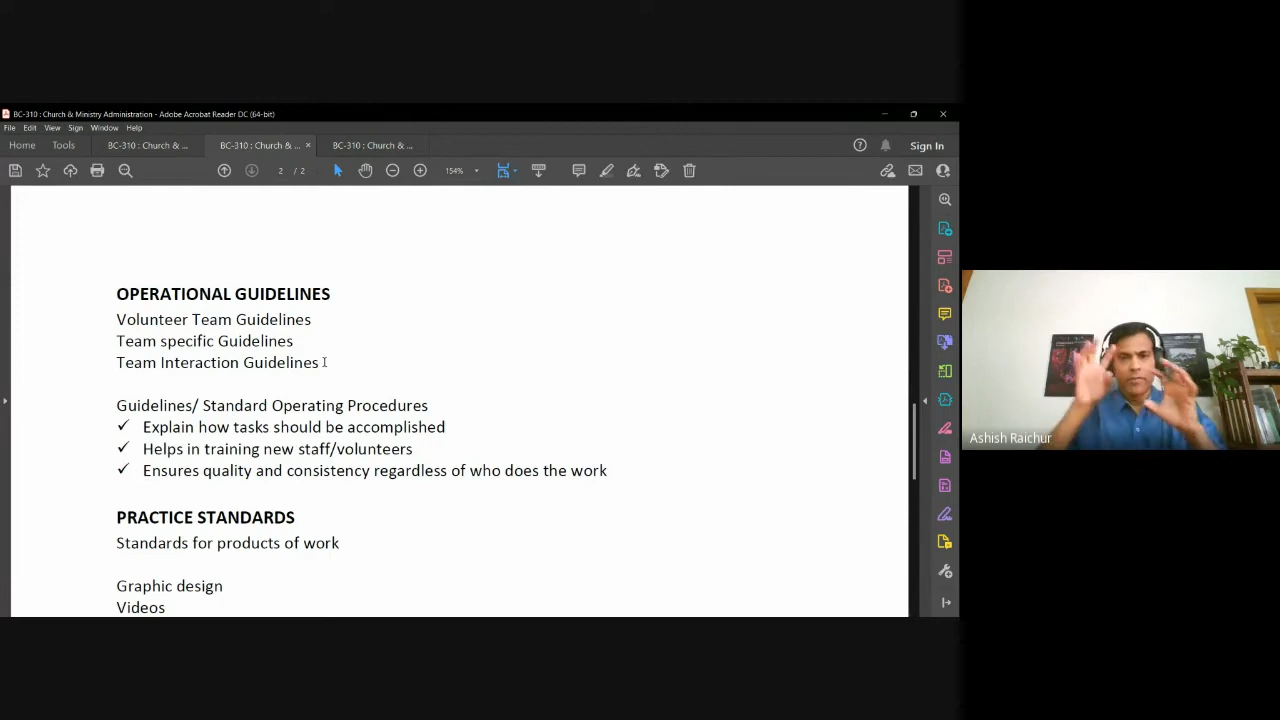 BC-310 : Church & Ministry Administration - Adobe Acrobat Reader DC (64-bit)
File Edit View Sign Window Help
Home Tools BC-310 : Church & ... BC-310 : Church & ... × BC-310 : Church & ...
Sign In
2 / 2 154%
OPERATIONAL GUIDELINES
Volunteer Team Guidelines
Team specific Guidelines
Team Interaction Guidelines
Guidelines/ Standard Operating Procedures
✓ Explain how tasks should be accomplished
✓ Helps in training new staff/volunteers
✓ Ensures quality and consistency regardless of who does the work
PRACTICE STANDARDS
Standards for products of work
Graphic design
Videos
Ashish Raichur